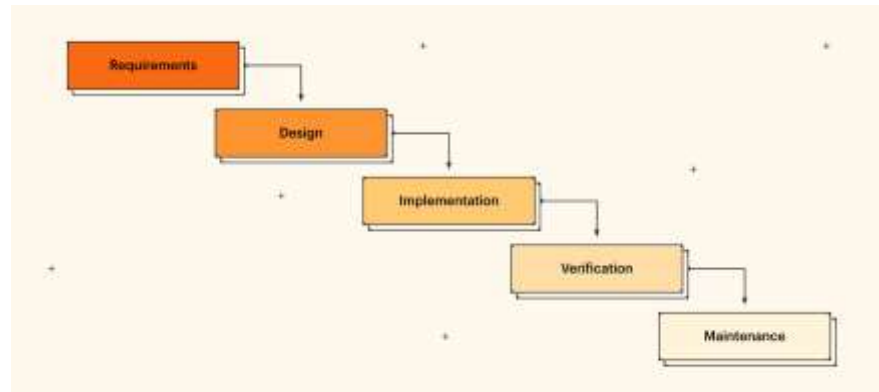 Requirements
Design
Implementation
Verification
Maintenance